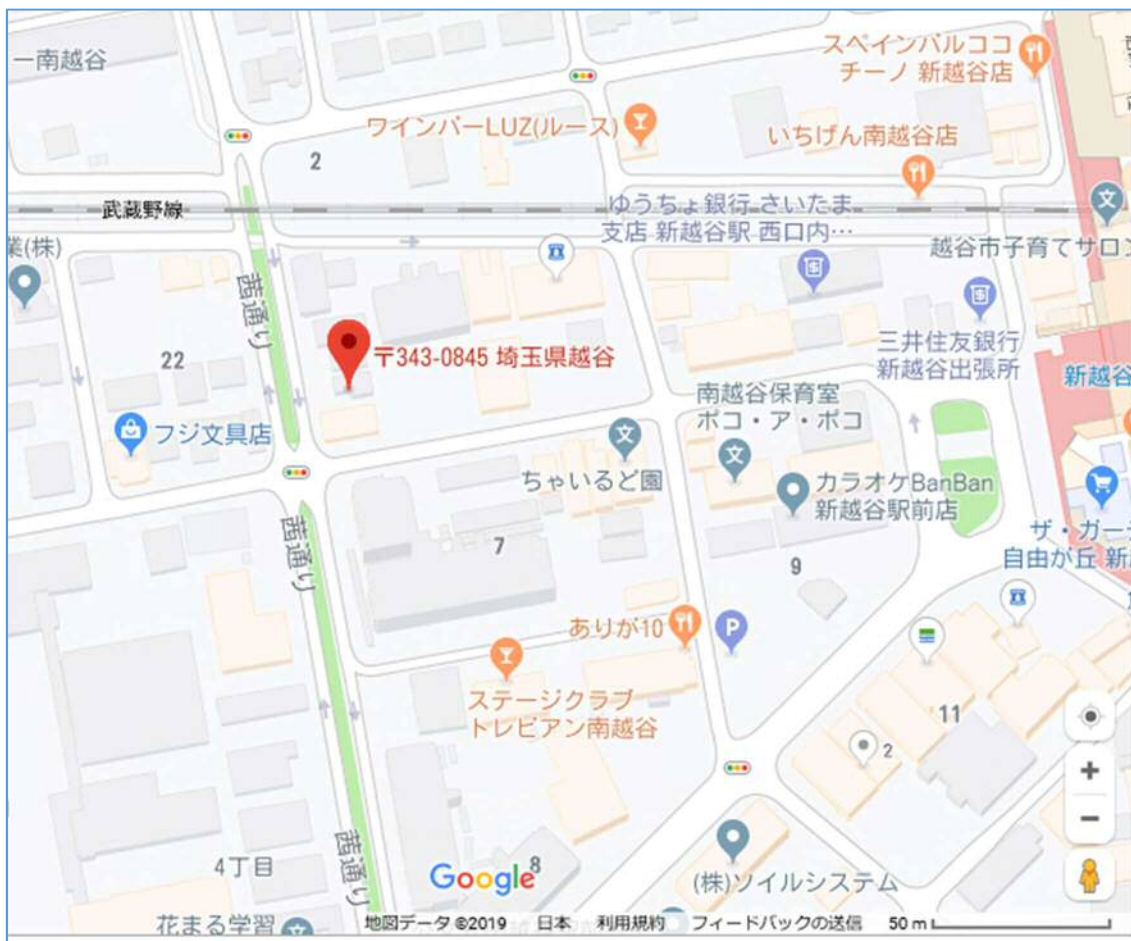 一南越谷
スペインバルココ
チーノ 新越谷店
ワインバーLUZ(ルース)
いちげん南越谷店
2
武蔵野線
ゆうちょ銀行 さいたま
支店 新越谷駅 西口内…
業(株)
越谷市子育てサロン
茜通り
〒343-0845 埼玉県越谷
22
三井住友銀行
新越谷出張所
新越谷
南越谷保育室
ポコ・ア・ポコ
フジ文具店
ちゃいるど園
カラオケBanBan
新越谷駅前店
茜通り
7
9
ザ・ガーデ
自由が丘 新
ありが10
P
ステージクラブ
トレビアン南越谷
11
2
茜通り
4丁目
8
Google
(株)ソイルシステム
花まる学習
地図データ ©2019 日本 利用規約 フィードバックの送信 50 m